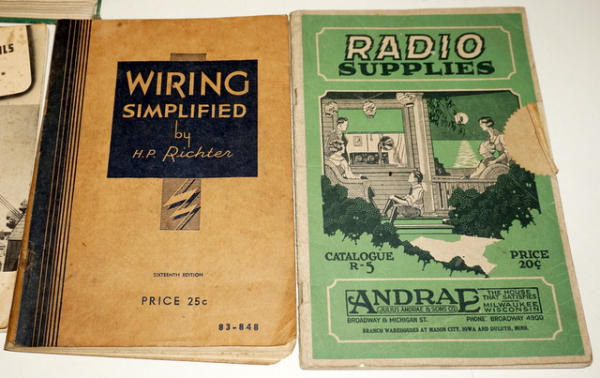 ILS
WIRING
SIMPLIFIED
by
H.P. Richter
SIXTEENTH EDITION
PRICE 25c
83-848
RADIO
SUPPLIES
CATALOGUE
R-5
PRICE
20¢
ANDRAE
JULIUS ANDRAE & SONS CO.
THE HOUSE
THAT SATISFIES
MILWAUKEE
WISCONSIN
BROADWAY & MICHIGAN ST.
PHONE BROADWAY 4900
BRANCH WAREHOUSES AT MASON CITY, IOWA AND DULUTH, MINN.